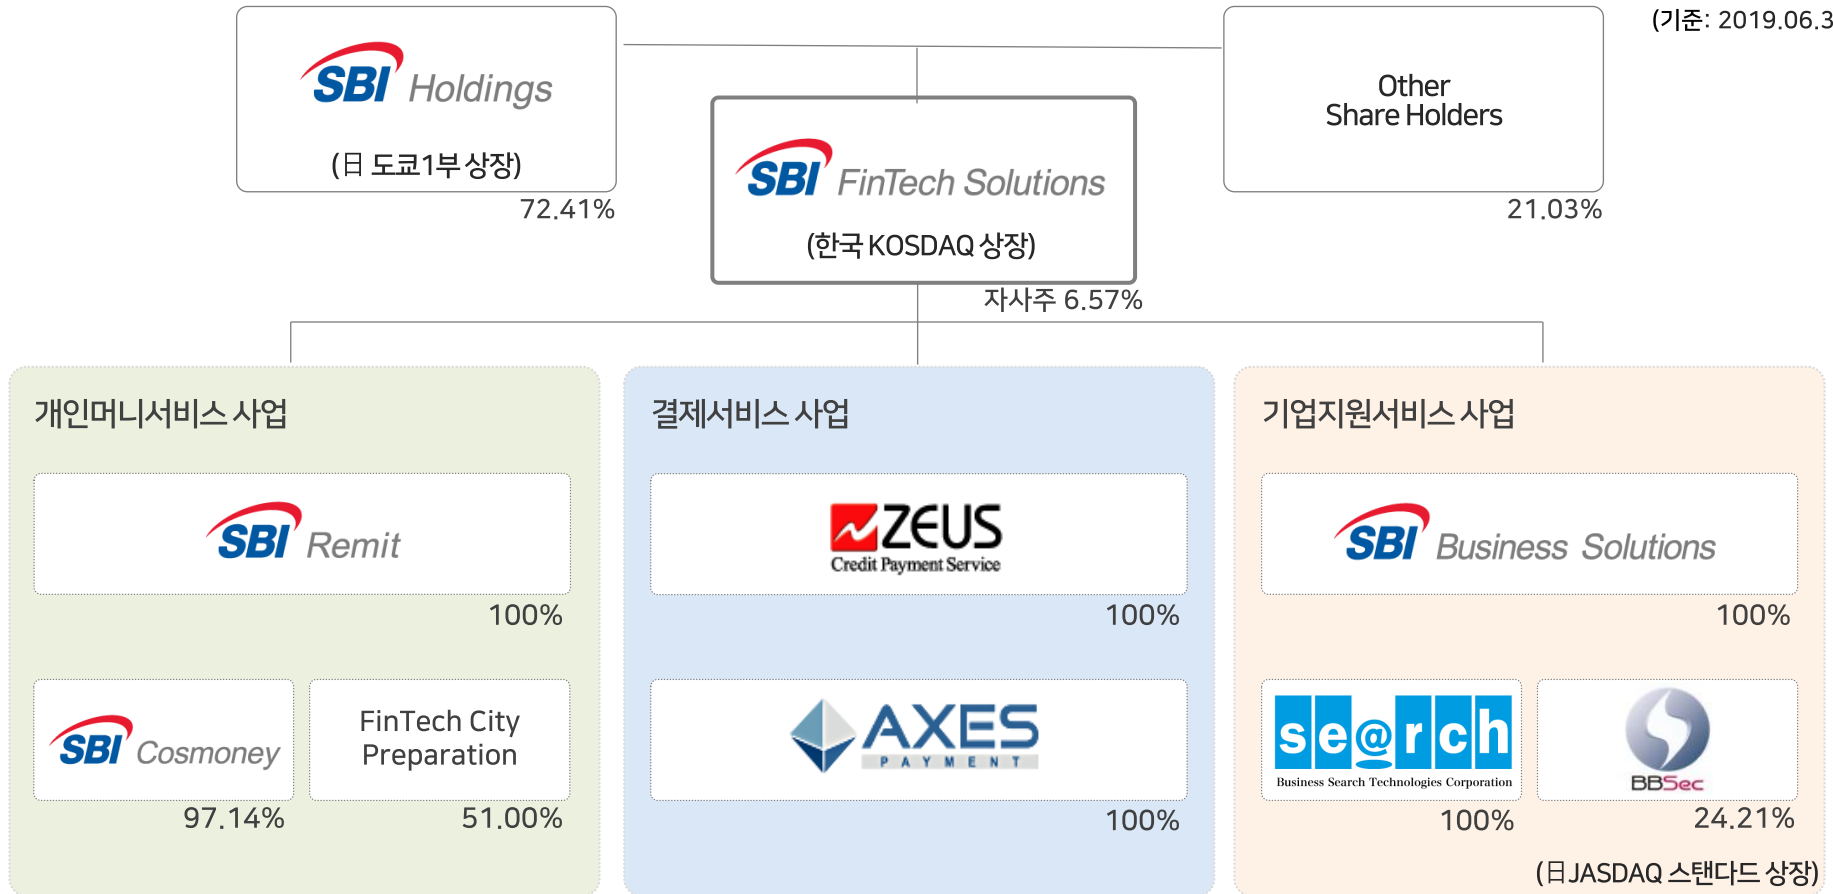 (기준: 2019.06.3
SBI Holdings
(日 도쿄1부 상장)
72.41%
Other
Share Holders
21.03%
SBI FinTech Solutions
(한국 KOSDAQ 상장)
자사주 6.57%
개인머니서비스 사업
SBI Remit
100%
SBI Cosmoney
97.14%
FinTech City
Preparation
51.00%
결제서비스 사업
ZEUS
Credit Payment Service
100%
AXES
PAYMENT
100%
기업지원서비스 사업
SBI Business Solutions
100%
se@rch
Business Search Technologies Corporation
100%
BBSec
24.21%
(日JASDAQ 스탠다드 상장)